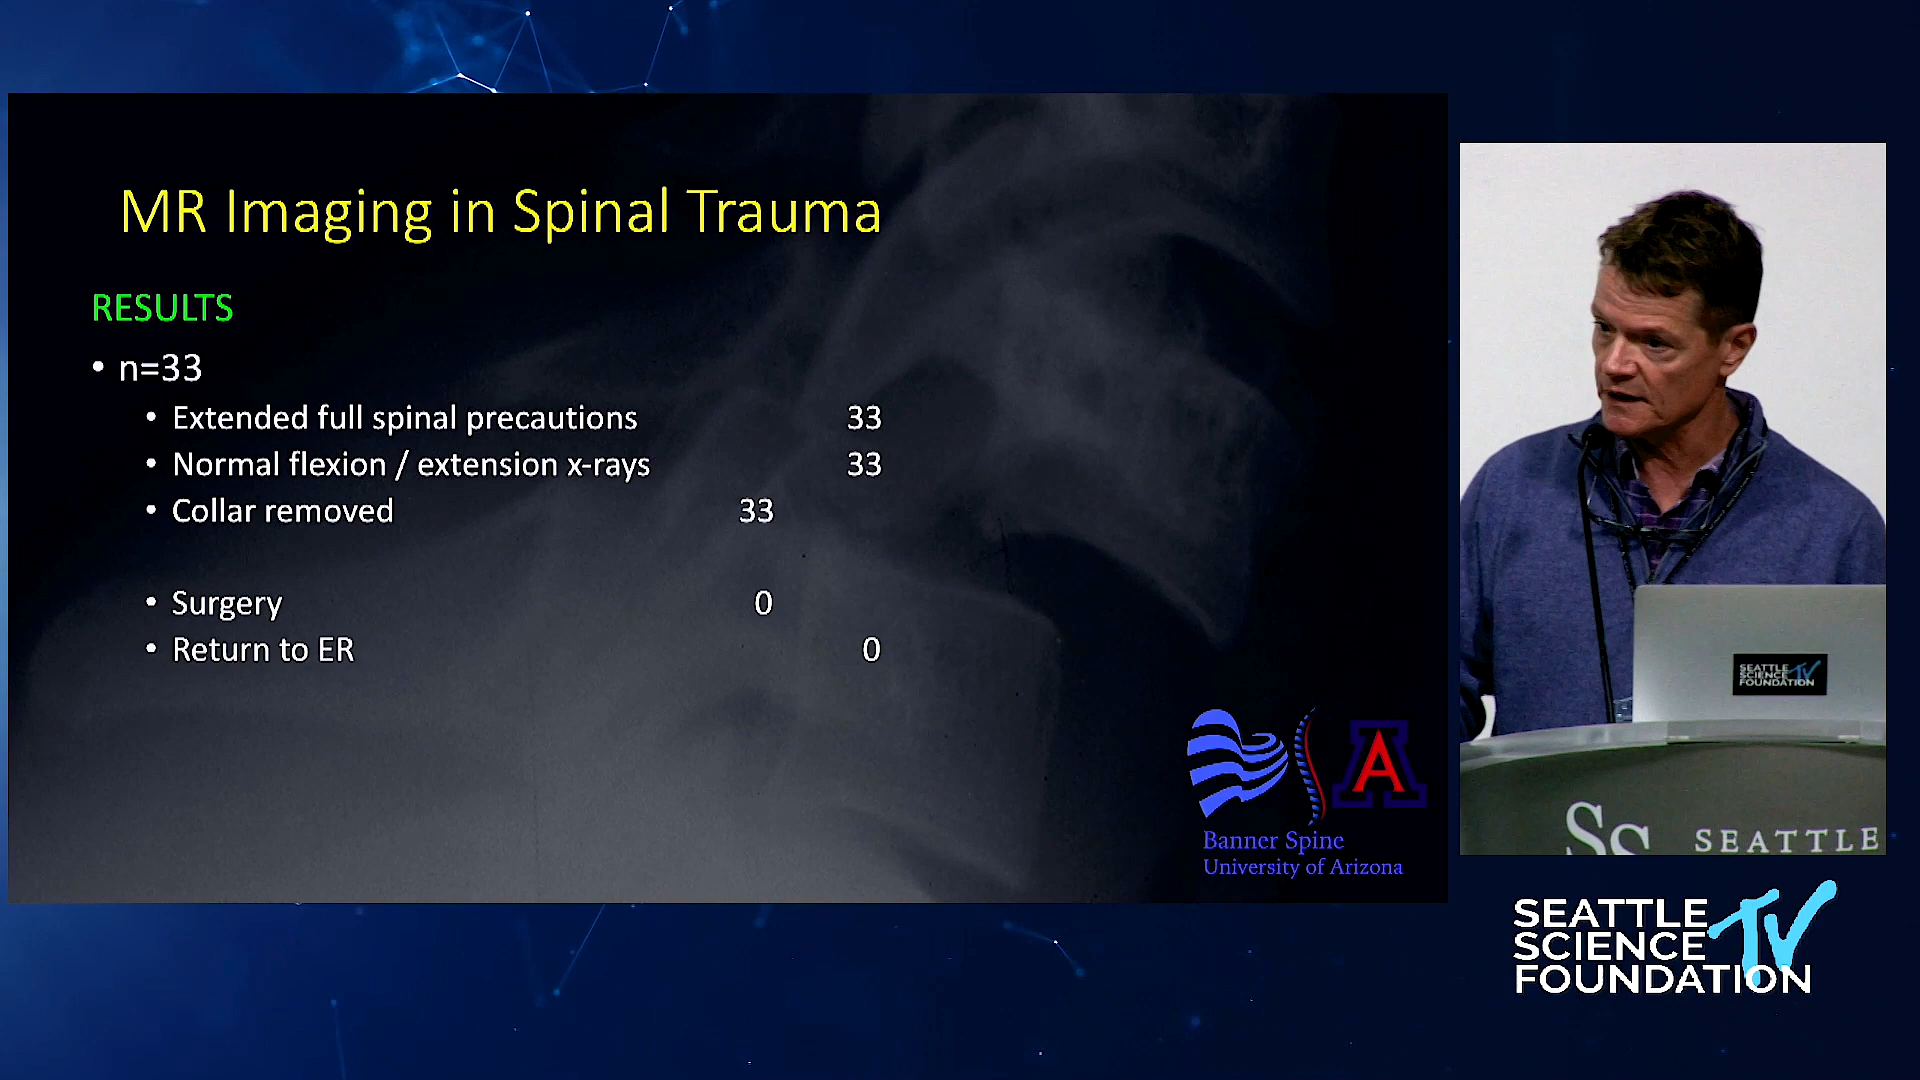 MR Imaging in Spinal Trauma
RESULTS
• n=33
• Extended full spinal precautions 33
• Normal flexion / extension x-rays 33
• Collar removed 33
• Surgery 0
• Return to ER 0
A
Banner Spine
University of Arizona
SEATTLE
SCIENCE
FOUNDATION
TV
SS SEATTLE
SEATTLE
SCIENCE
FOUNDATION
TV